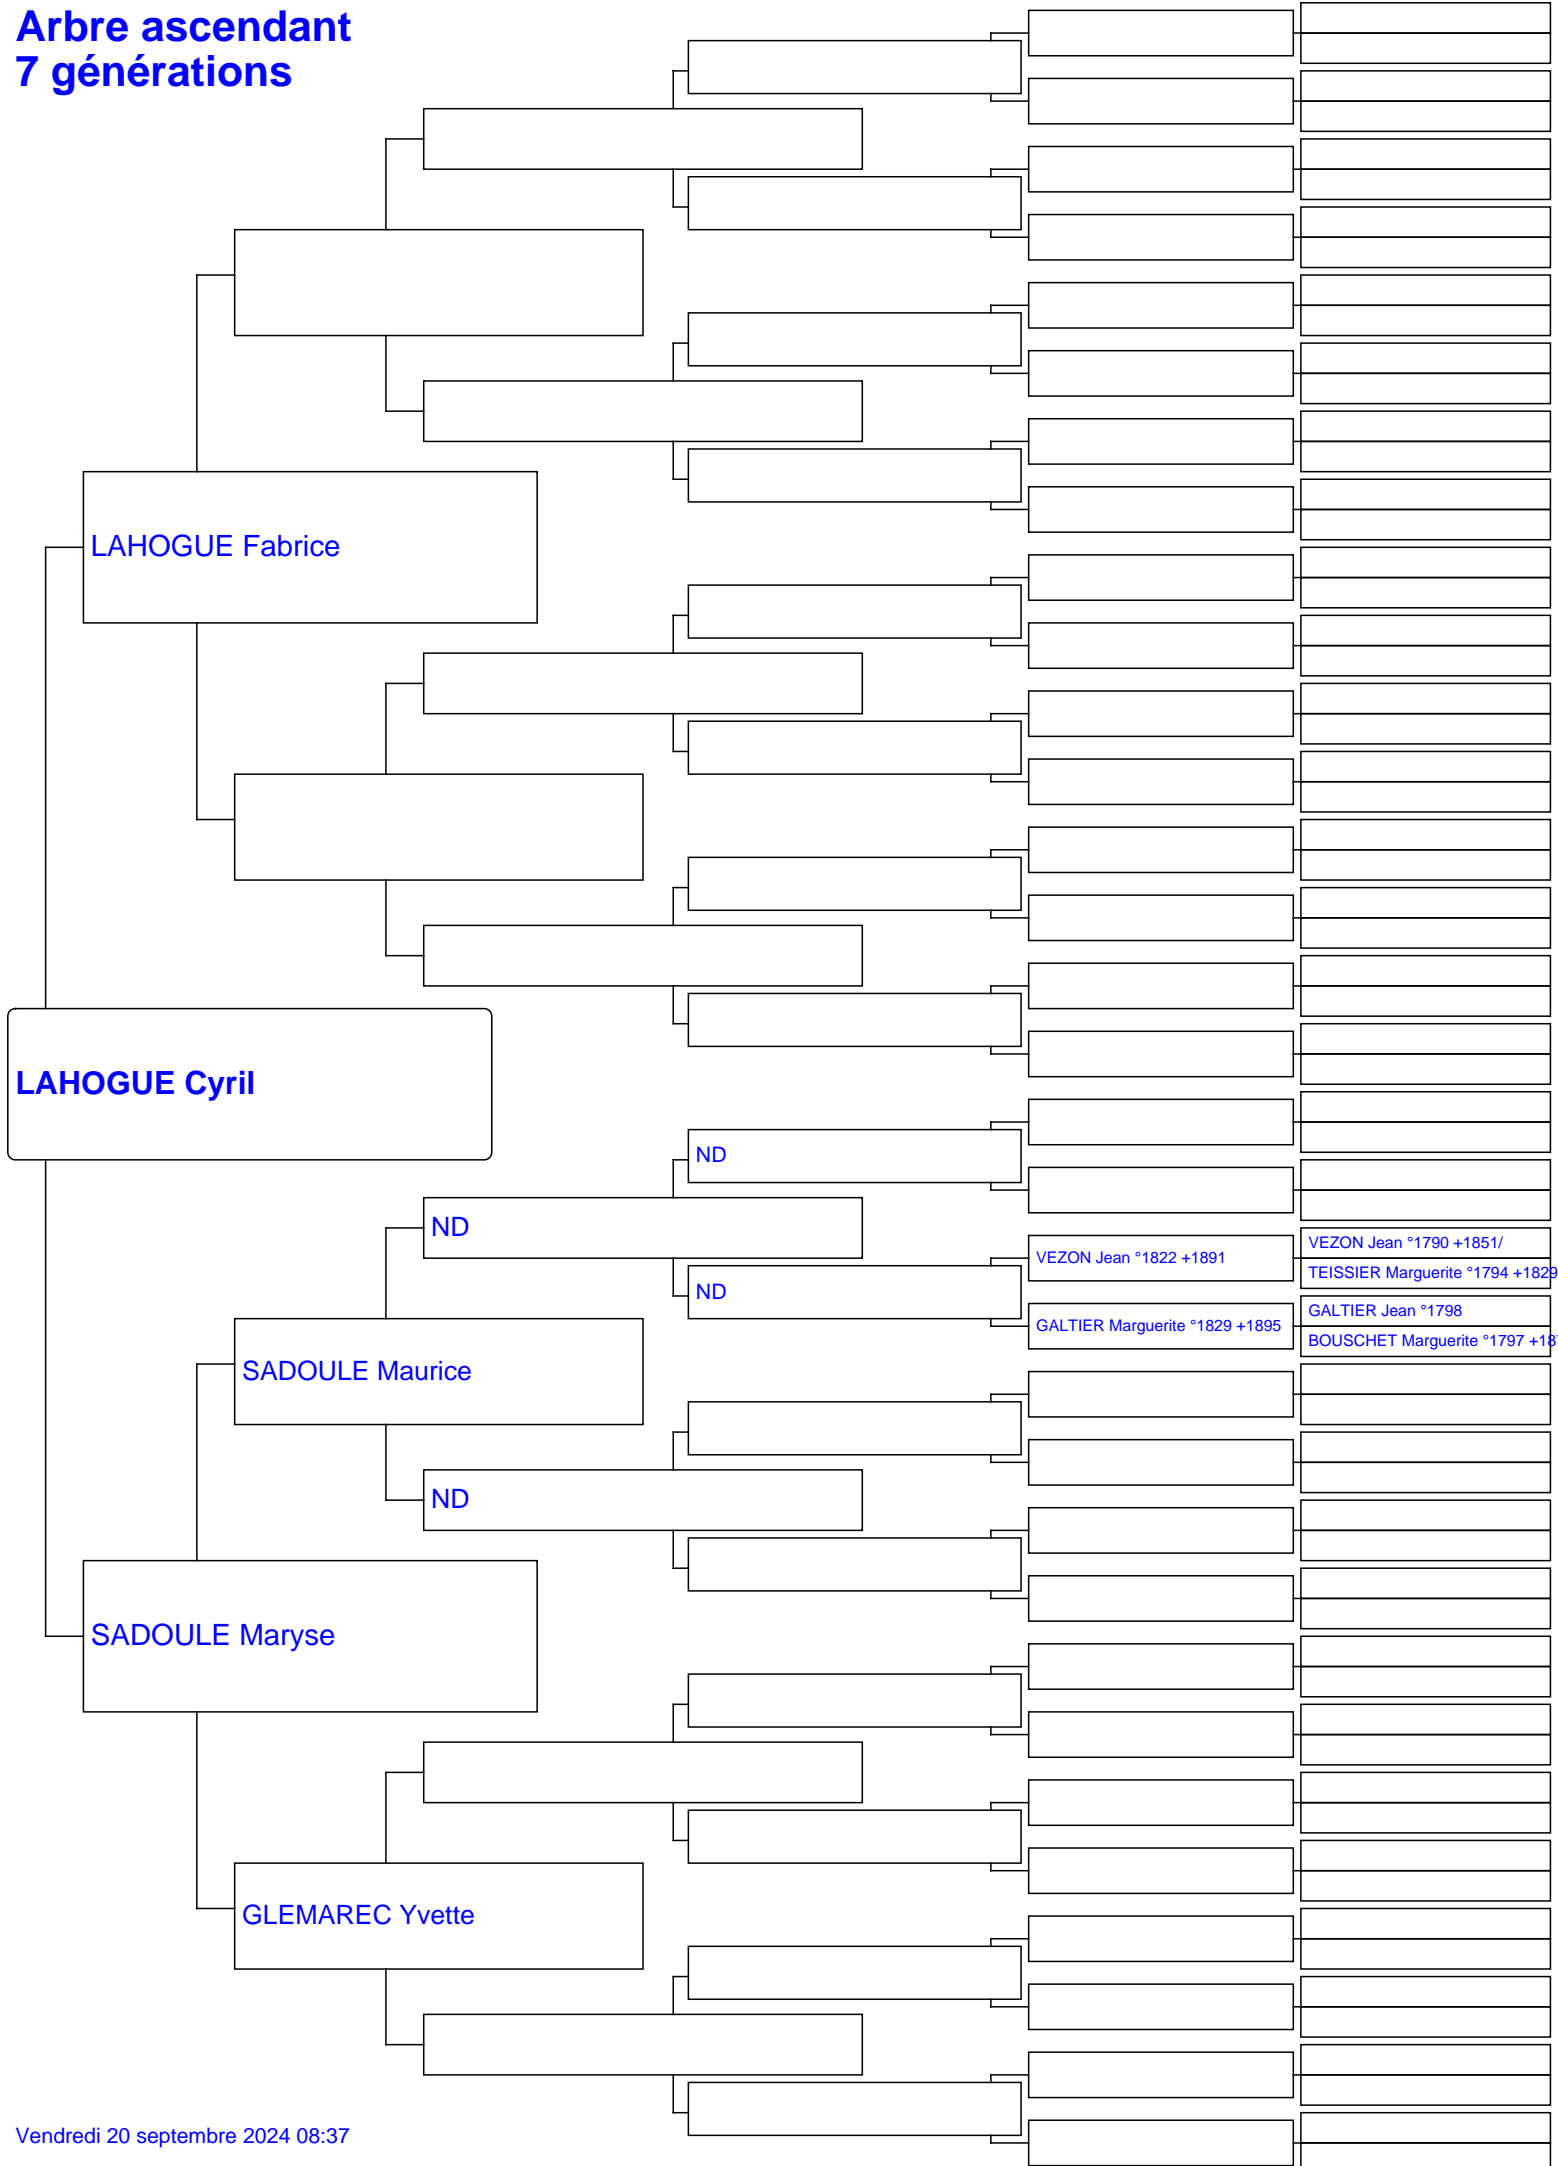 Arbre ascendant
7 générations
LAHOGUE Fabrice
LAHOGUE Cyril
ND
ND
VEZON Jean °1822 +1891
VEZON Jean °1790 +1851/
TEISSIER Marguerite °1794 +1829
ND
GALTIER Marguerite °1829 +1895
GALTIER Jean °1798
BOUSCHET Marguerite °1797 +18
SADOULE Maurice
ND
SADOULE Maryse
GLEMAREC Yvette
Vendredi 20 septembre 2024 08:37